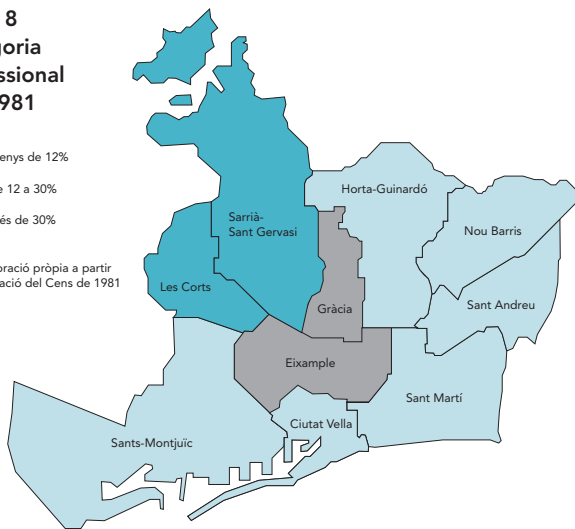 8
goria
ssional
981
enys de 12%
e 12 a 30%
és de 30%
oració pròpia a partir
ació del Cens de 1981
Horta-Guinardó
Nou Barris
Sarrià-
Sant Gervasi
Les Corts
Gràcia
Sant Andreu
Eixample
Sant Martí
Ciutat Vella
Sants-Montjuïc